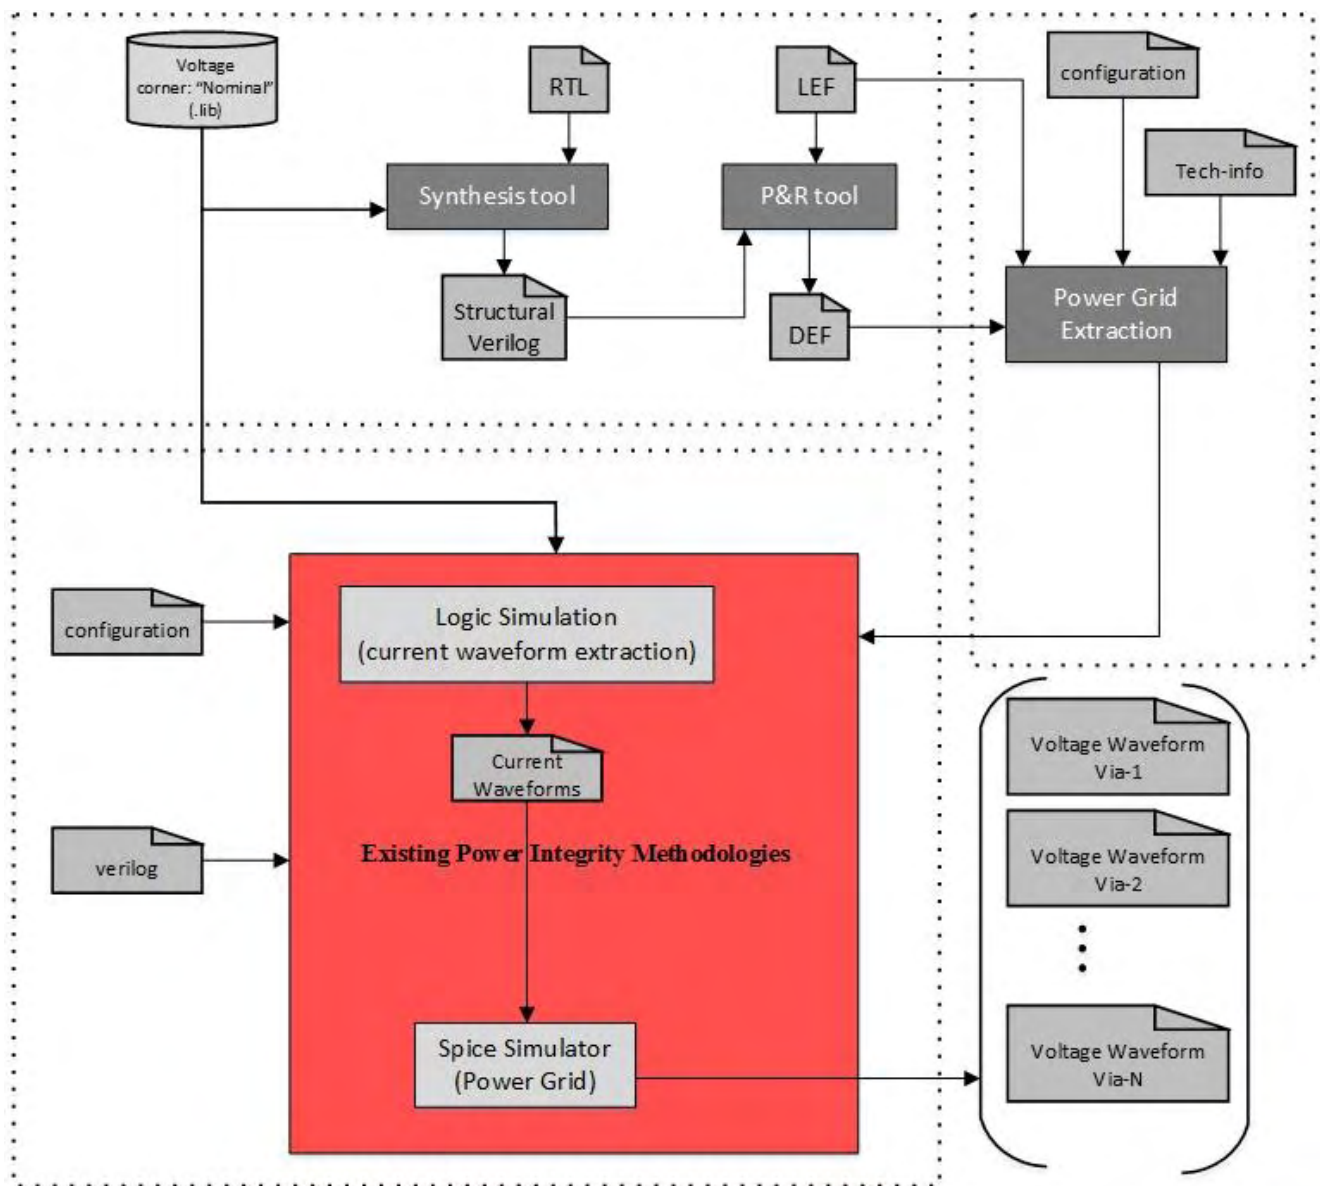 Voltage
corner: “Nominal”
(.lib)
RTL
LEF
configuration
Tech-info
Synthesis tool
P&R tool
Structural
Verilog
DEF
Power Grid
Extraction
configuration
Logic Simulation
(current waveform extraction)
Current
Waveforms
verilog
Existing Power Integrity Methodologies
Spice Simulator
(Power Grid)
Voltage Waveform
Via-1
Voltage Waveform
Via-2
Voltage Waveform
Via-N